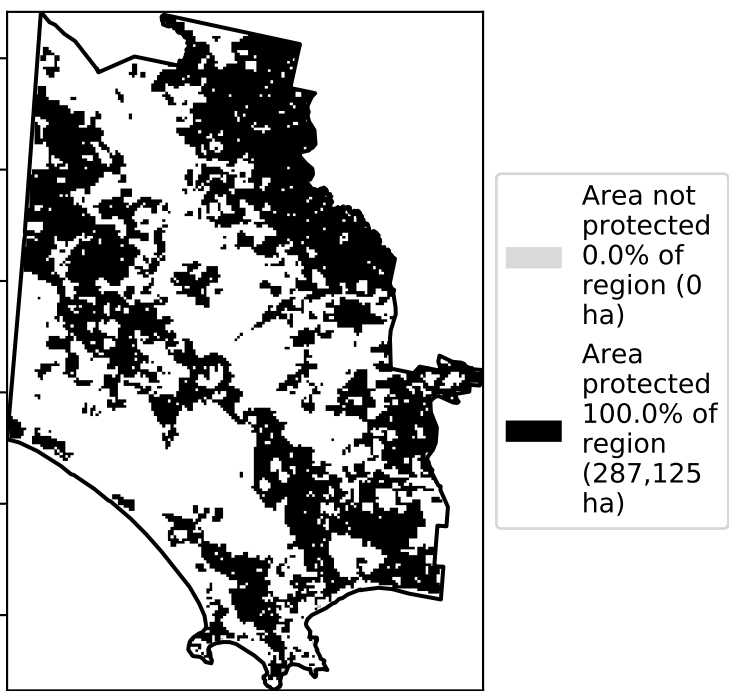 Area not
protected
0.0% of
region (0
ha)
Area
protected
100.0% of
region
(287,125
ha)